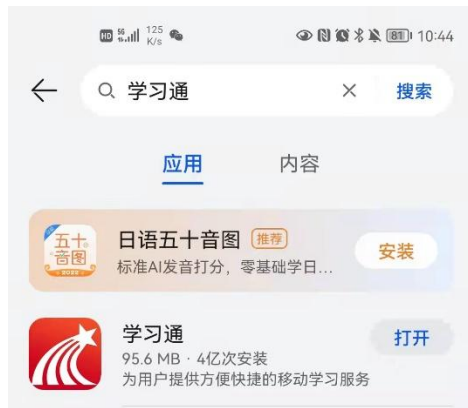 HD 5G 125 K/s 81 10:44
学习通 搜索
应用 内容
五十音图 日语五十音图 推荐 安装
标准AI发音打分，零基础学日...
学习通 打开
95.6 MB · 4亿次安装
为用户提供方便快捷的移动学习服务